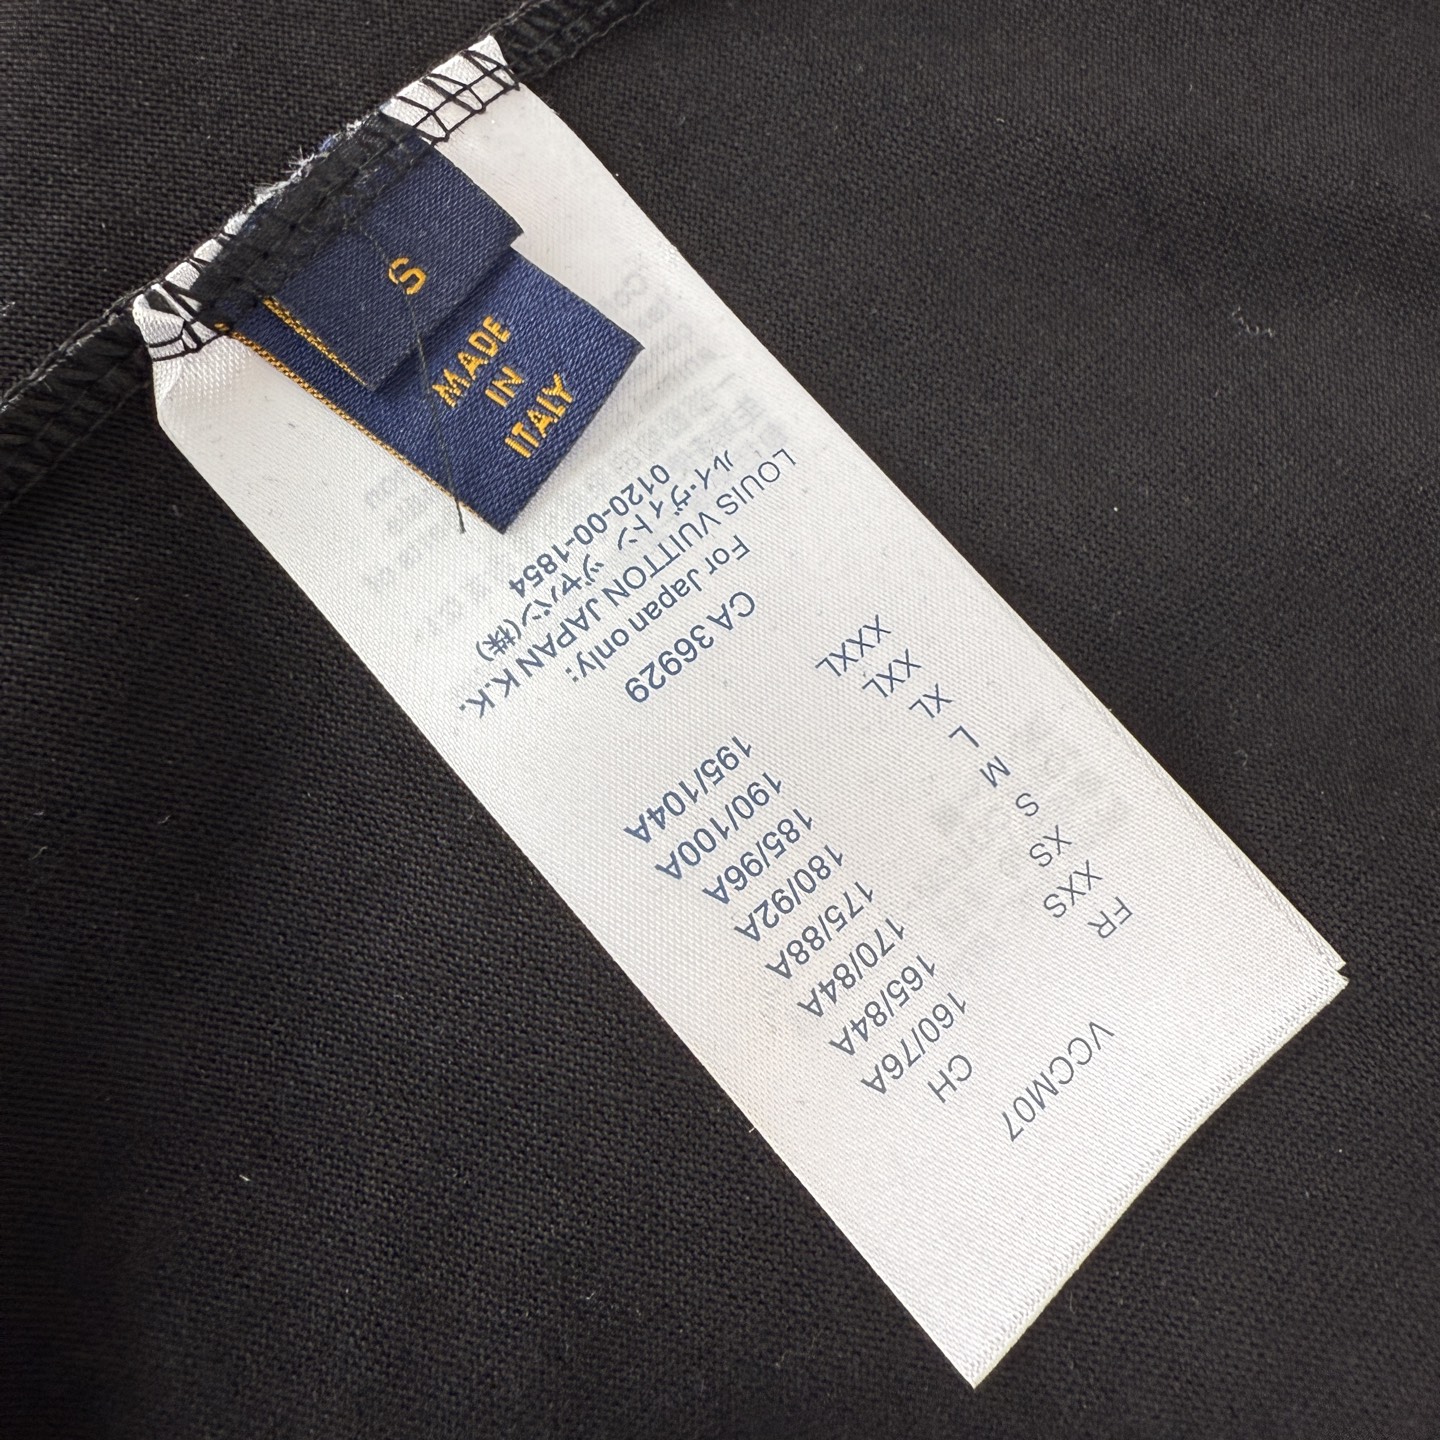 S
MADE
IN
ITALY
VCCM07
FR CH
XXS 160/76A
XS 165/84A
S 170/84A
M 175/88A
L 180/92A
XL 185/96A
XXL 190/100A
XXXL 195/104A
CA 36929
For Japan only:
LOUIS VUITTON JAPAN K.K.
ルイ・ヴィトン ジャパン(株)
0120-00-1854